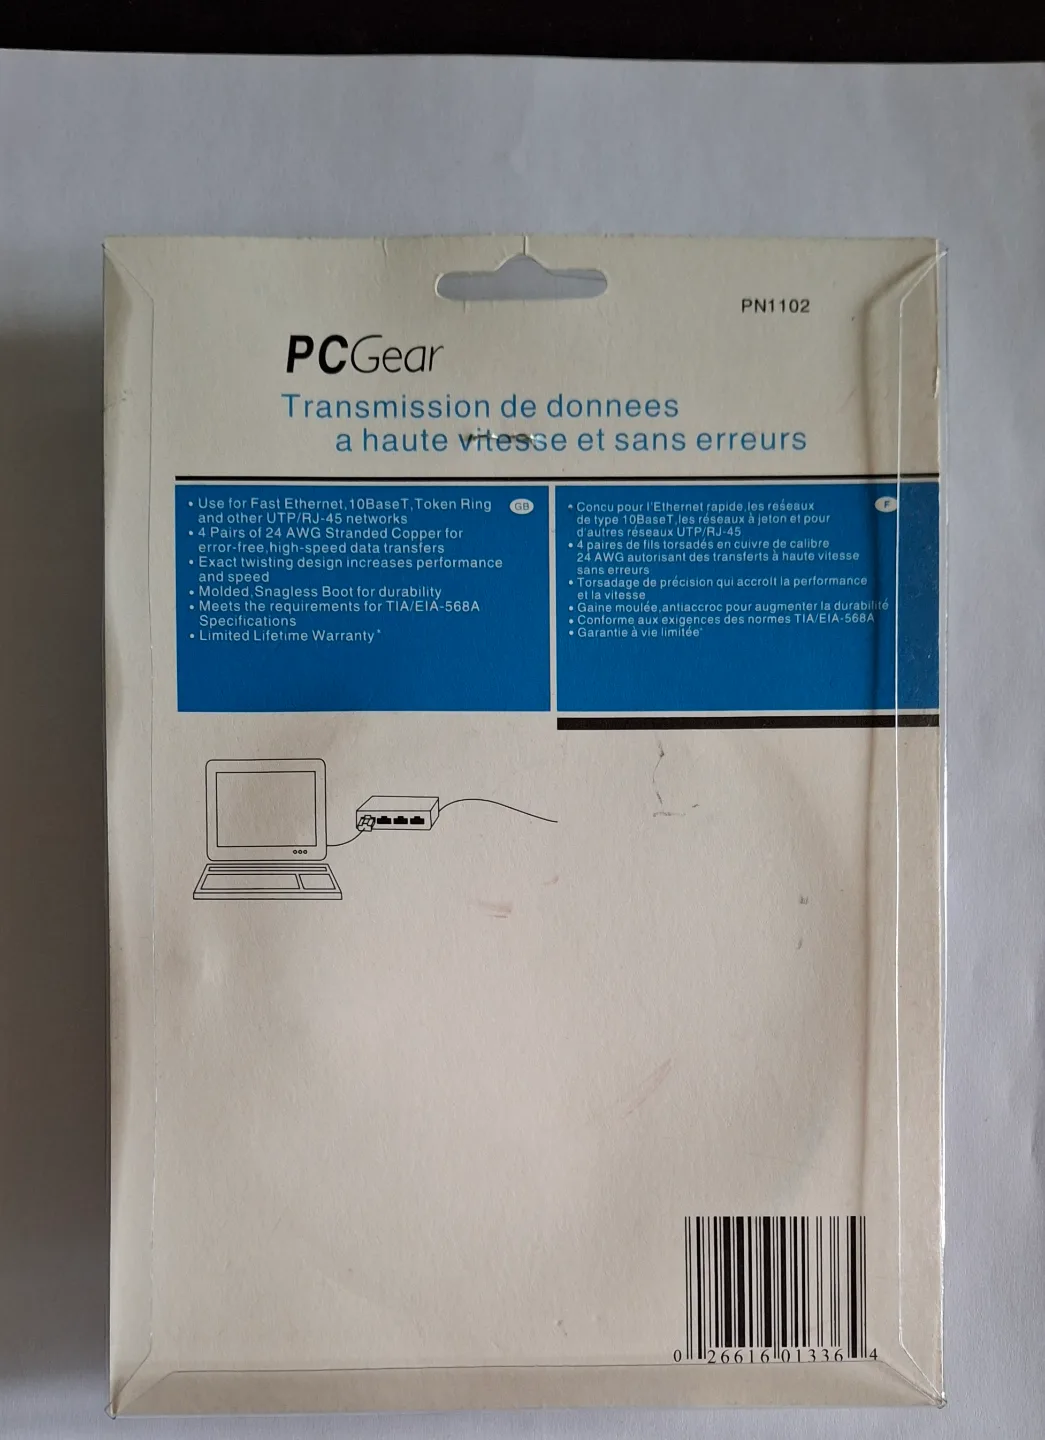 PN1102
PCGear
Transmission de donnees
a haute vitesse et sans erreurs
• Use for Fast Ethernet,10BaseT,Token Ring
and other UTP/RJ-45 networks
• 4 Pairs of 24 AWG Stranded Copper for
error-free,high-speed data transfers
• Exact twisting design increases performance
and speed
• Molded,Snagless Boot for durability
• Meets the requirements for TIA/EIA-568A
Specifications
• Limited Lifetime Warranty*
GB
• Concu pour l'Ethernet rapide,les reseaux
de type 10BaseT,les réseaux à jeton et pour
d'autres réseaux UTP/RJ-45
• 4 paires de fils torsadés en cuivre de calibre
24 AWG autorisant des transferts à haute vitesse
sans erreurs
• Torsadage de précision qui accroît la performance
et la vitesse
• Gaine moulée,antiaccroc pour augmenter la durabilité
• Conforme aux exigences des normes TIA/EIA-568A
• Garantie à vie limitée*
F
0 26616 01336 4